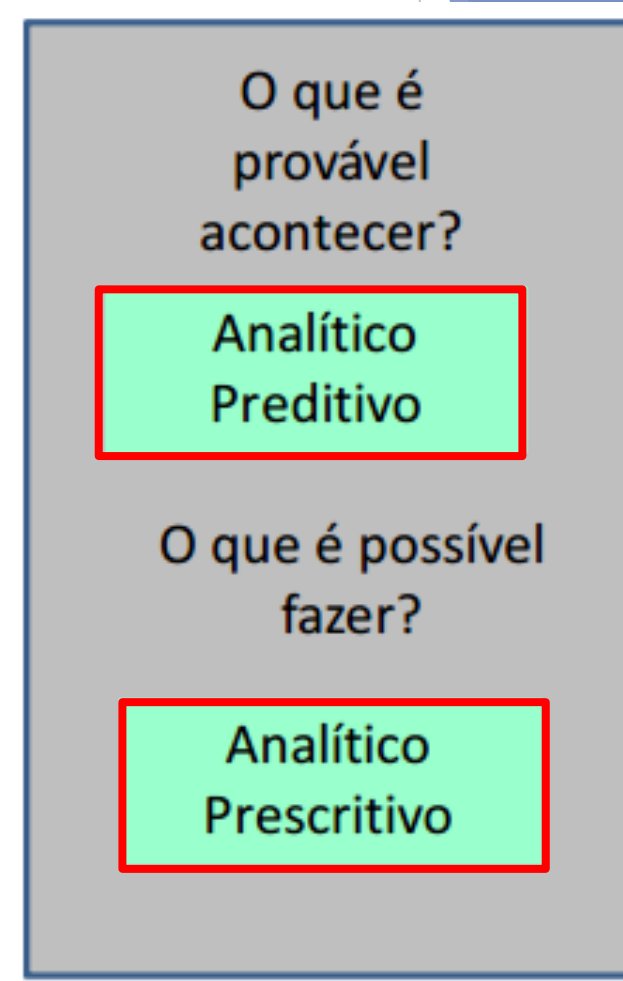 O que é
provável
acontecer?
Analítico
Preditivo
O que é possível
fazer?
Analítico
Prescritivo